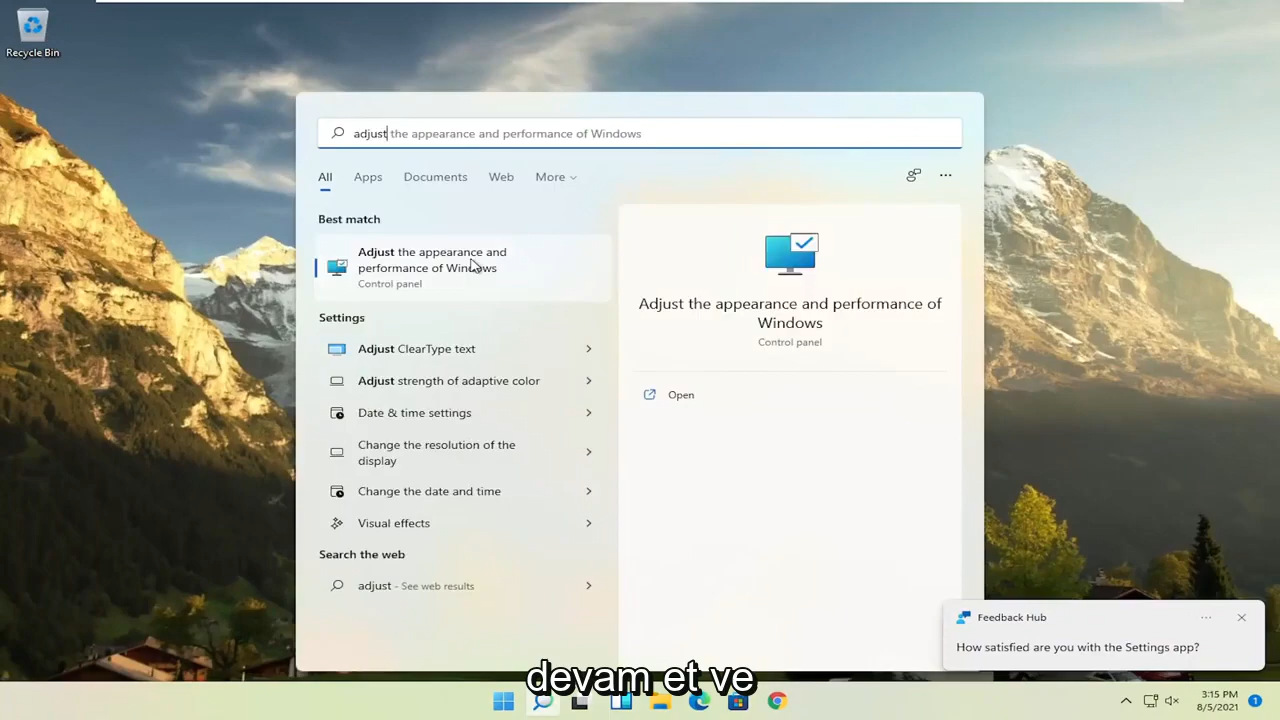 Recycle Bin
adjust the appearance and performance of Windows
All Apps Documents Web More
Best match
Adjust the appearance and
performance of Windows
Control panel
Settings
Adjust ClearType text
Adjust strength of adaptive color
Date & time settings
Change the resolution of the
display
Change the date and time
Visual effects
Search the web
adjust - See web results
Adjust the appearance and performance of
Windows
Control panel
Open
Feedback Hub
How satisfied are you with the Settings app?
devam et ve
3:15 PM
8/5/2021
1